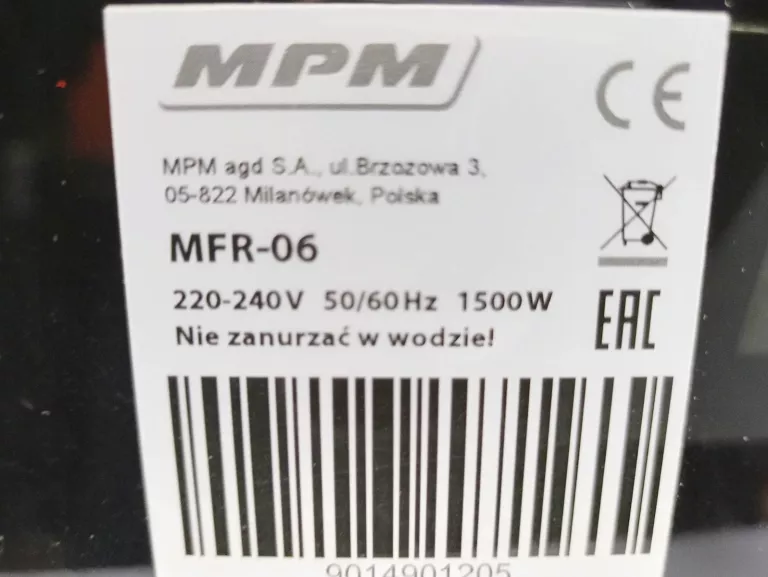 MPM
CE
MPM agd S.A., ul.Brzozowa 3,
05-822 Milanówek, Polska
MFR-06
220-240V 50/60Hz 1500W
EAC
Nie zanurzać w wodzie!
9014901205